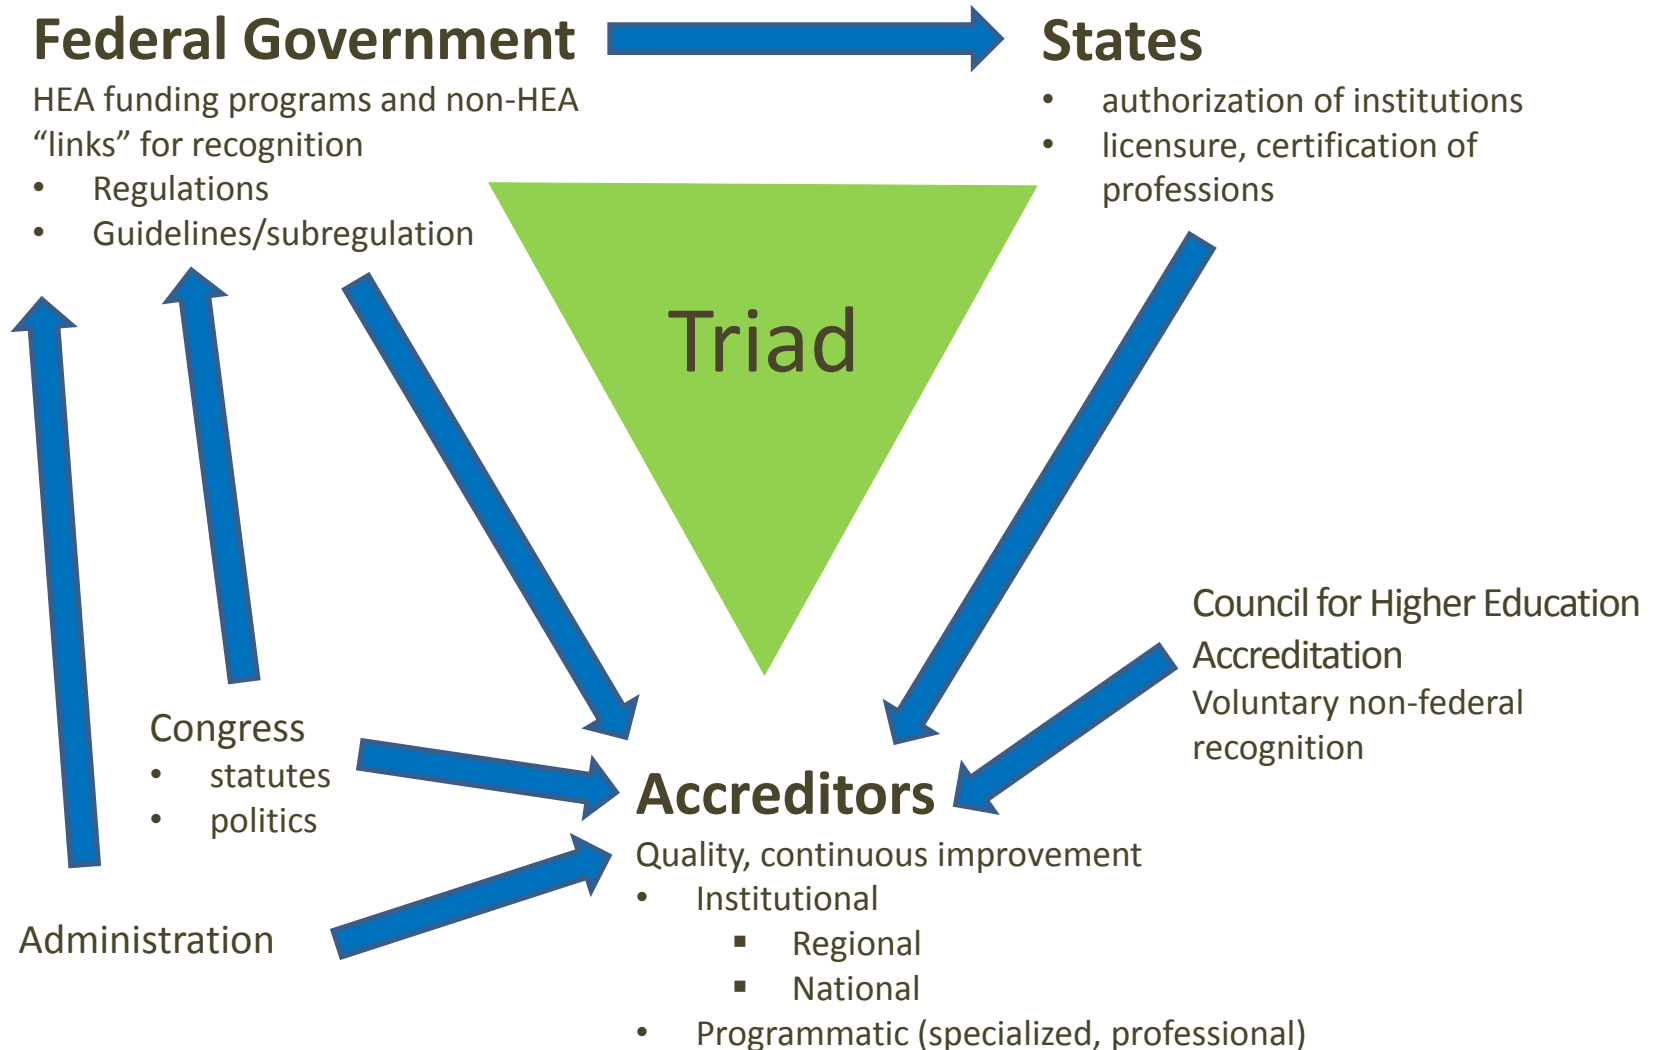 Federal Government
HEA funding programs and non-HEA
“links” for recognition
• Regulations
• Guidelines/subregulation
States
• authorization of institutions
• licensure, certification of
professions
Triad
Council for Higher Education
Accreditation
Voluntary non-federal
recognition
Congress
• statutes
• politics
Administration
Accreditors
Quality, continuous improvement
• Institutional
▪ Regional
▪ National
• Programmatic (specialized, professional)